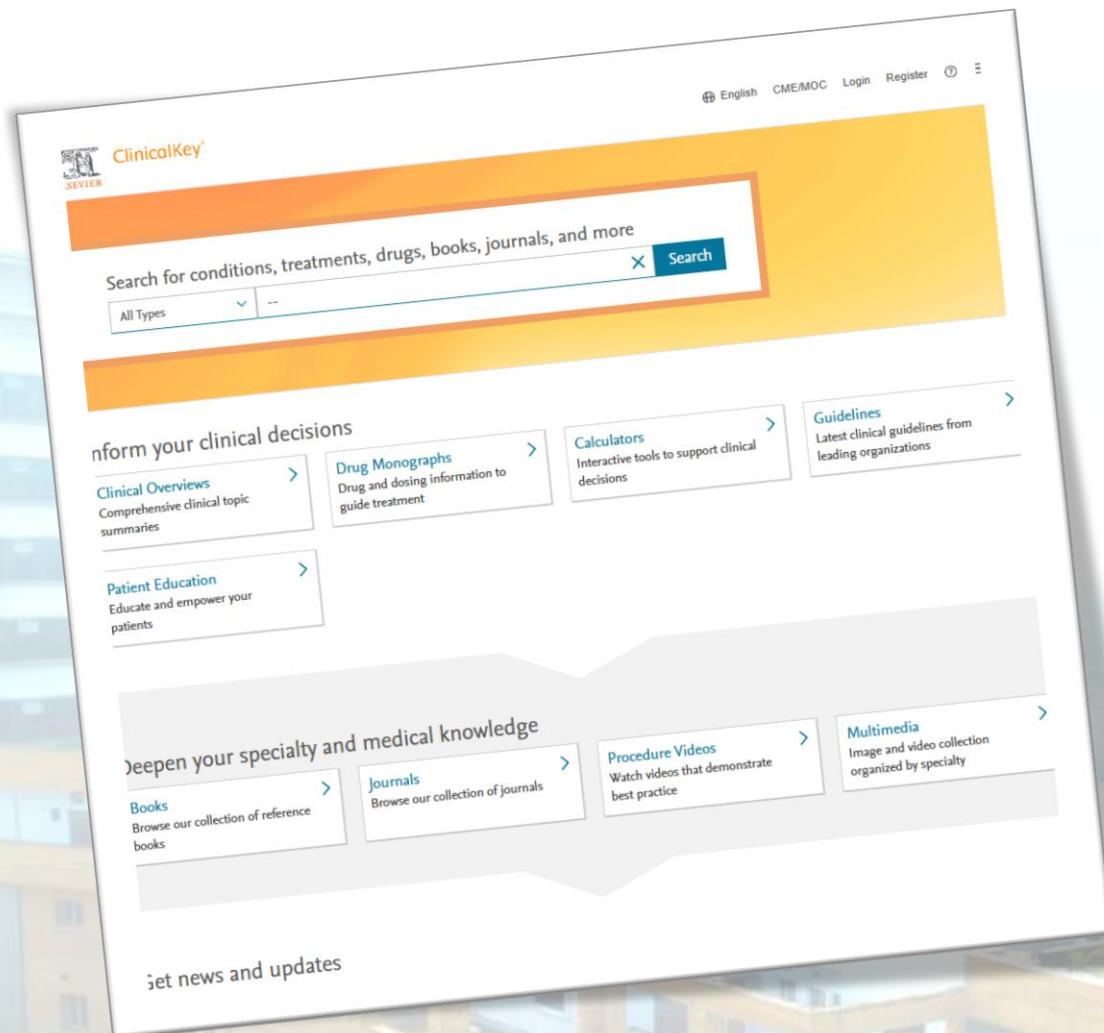 English CME/MOC Login Register
.SEVIER
ClinicalKey
Search for conditions, treatments, drugs, books, journals, and more
All Types
--
Search
nform your clinical decisions
Clinical Overviews
Comprehensive clinical topic
summaries
Drug Monographs
Drug and dosing information to
guide treatment
Calculators
Interactive tools to support clinical
decisions
Guidelines
Latest clinical guidelines from
leading organizations
Patient Education
Educate and empower your
patients
Deepen your specialty and medical knowledge
Books
Browse our collection of reference
books
Journals
Browse our collection of journals
Procedure Videos
Watch videos that demonstrate
best practice
Multimedia
Image and video collection
organized by specialty
Get news and updates